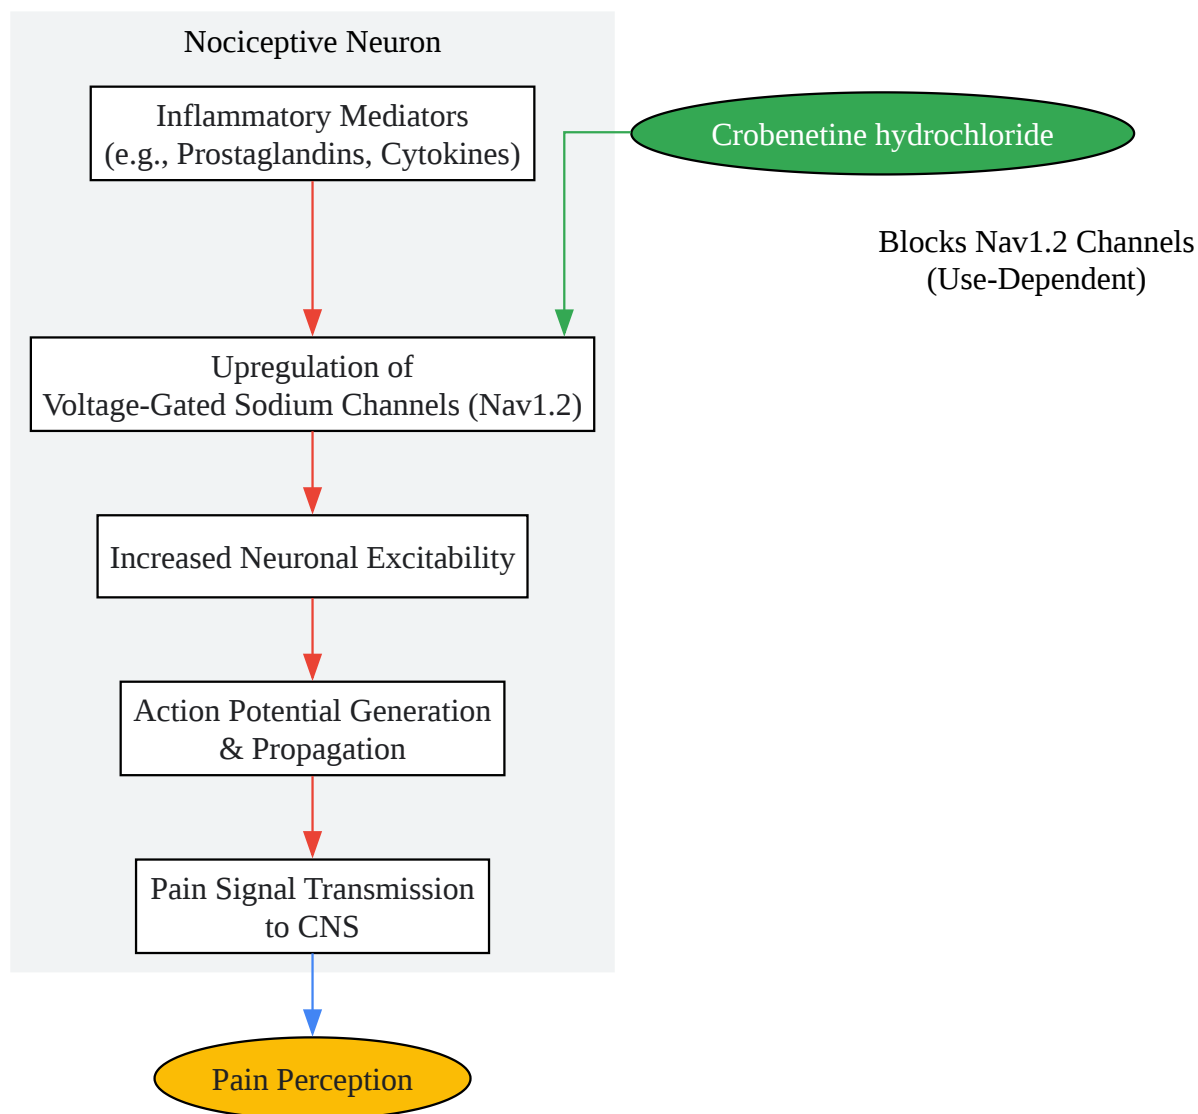 Nociceptive Neuron
Inflammatory Mediators
(e.g., Prostaglandins, Cytokines)
Crobenetine hydrochloride
Blocks Nav1.2 Channels
(Use-Dependent)
Upregulation of
Voltage-Gated Sodium Channels (Nav1.2)
Increased Neuronal Excitability
Action Potential Generation
& Propagation
Pain Signal Transmission
to CNS
Pain Perception